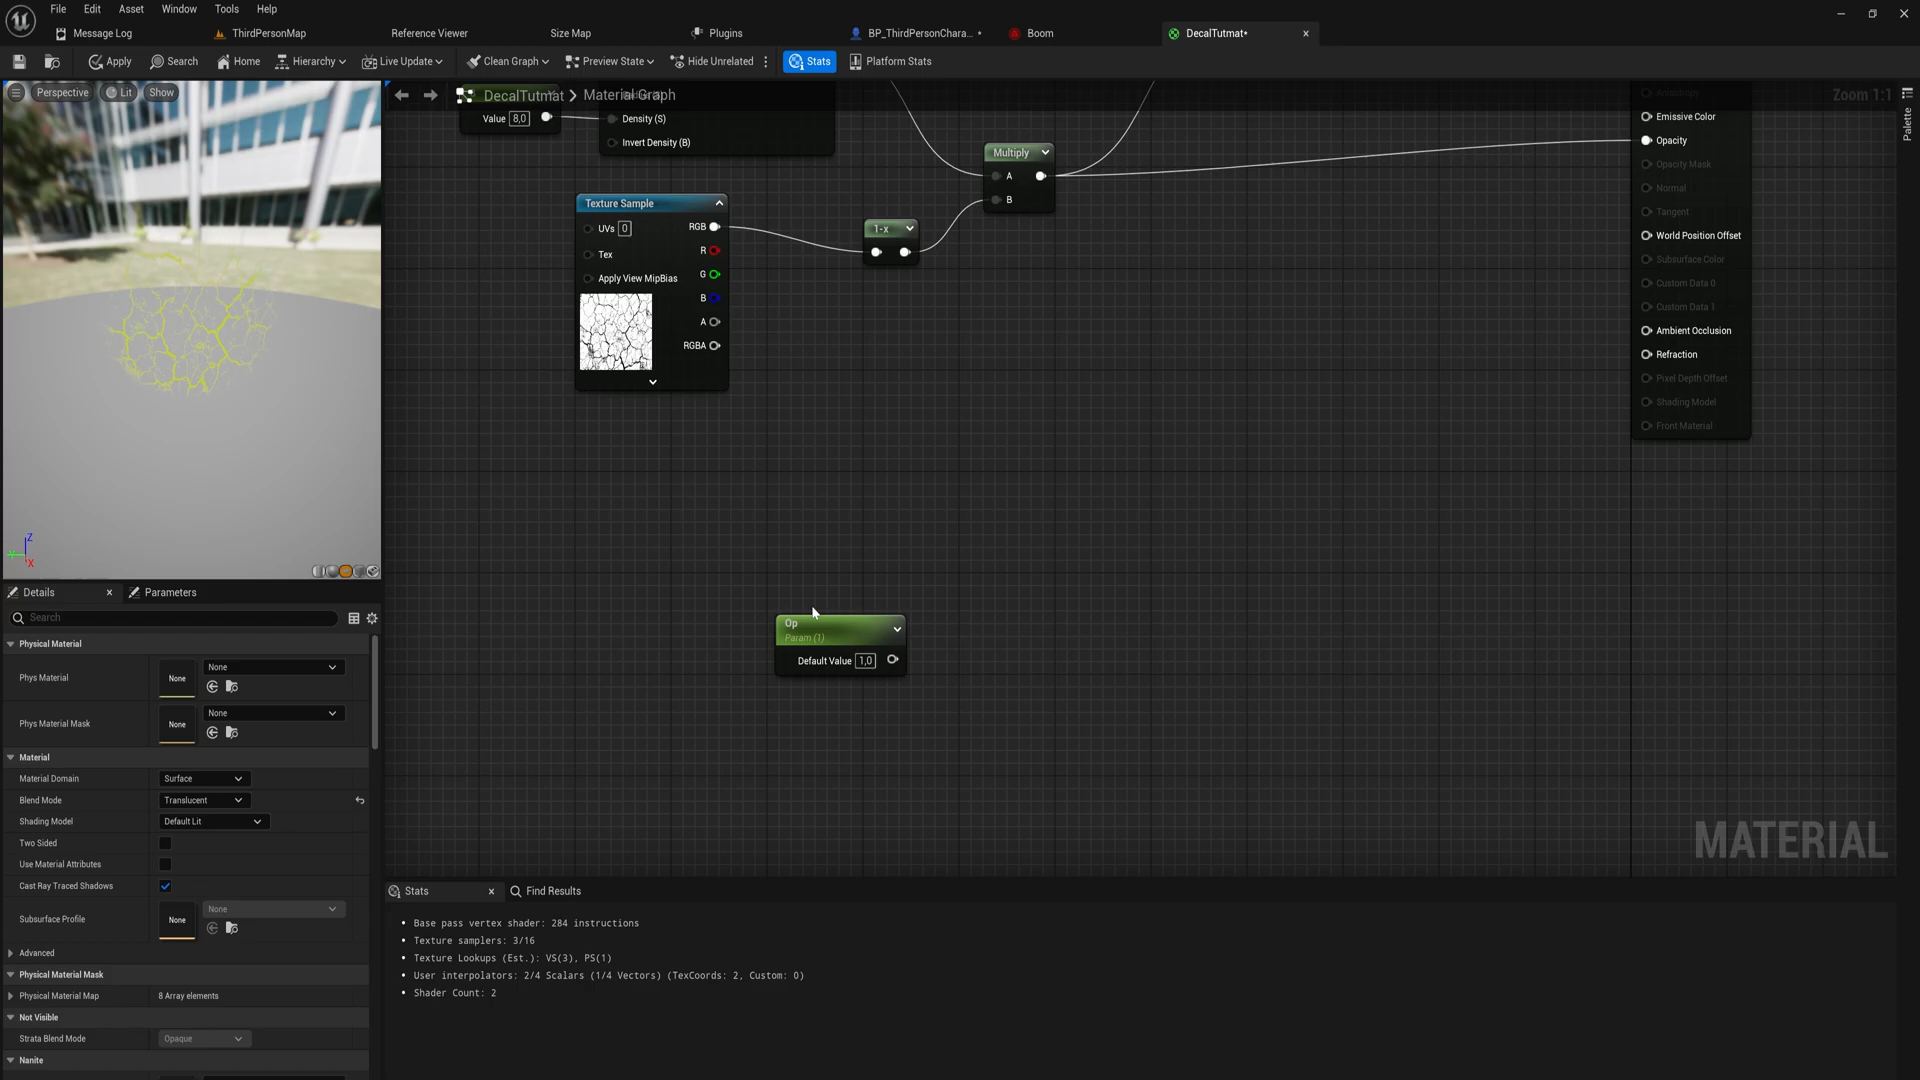 File Edit Asset Window Tools Help
Message Log ThirdPersonMap Reference Viewer Size Map Plugins BP_ThirdPersonChara... • Boom DecalTutmat•
Apply Search Home Hierarchy Live Update Clean Graph Preview State Hide Unrelated Stats Platform Stats
Perspective Lit Show
DecalTutmat > Material Graph Zoom 1:1
Palette
Value 8,0
Density (S)
Invert Density (B)
Multiply
A
B
Texture Sample
UVs 0 RGB
R
Tex
G
Apply View MipBias
B
A
RGBA
1-x
Op
Param (1)
Default Value 1,0
Anisotropy
Emissive Color
Opacity
Opacity Mask
Normal
Tangent
World Position Offset
Subsurface Color
Custom Data 0
Custom Data 1
Ambient Occlusion
Refraction
Pixel Depth Offset
Shading Model
Front Material
MATERIAL
Z
X
Details Parameters
Search
Physical Material
Phys Material None None
Phys Material Mask None None
Material
Material Domain Surface
Blend Mode Translucent
Shading Model Default Lit
Two Sided
Use Material Attributes
Cast Ray Traced Shadows
Subsurface Profile None None
Advanced
Physical Material Mask
Physical Material Map 8 Array elements
Not Visible
Strata Blend Mode Opaque
Nanite
Stats Find Results
• Base pass vertex shader: 284 instructions
• Texture samplers: 3/16
• Texture Lookups (Est.): VS(3), PS(1)
• User interpolators: 2/4 Scalars (1/4 Vectors) (TexCoords: 2, Custom: 0)
• Shader Count: 2